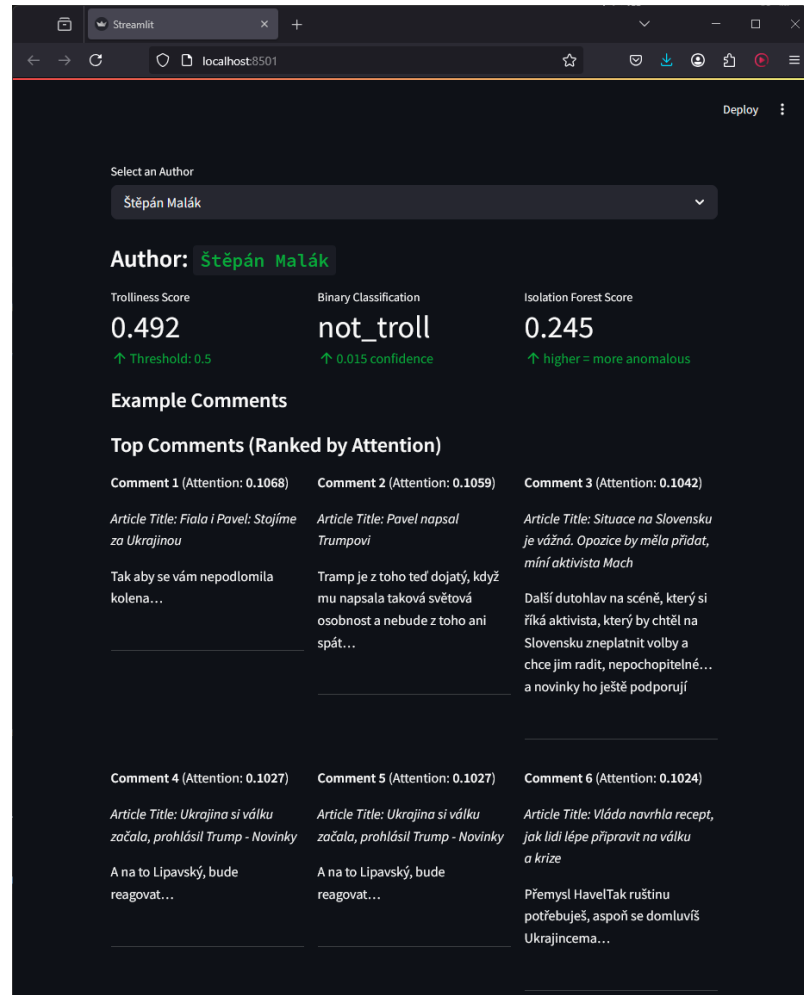 Streamlit
localhost:8501
Deploy
Select an Author
Štěpán Malák
Author: Štěpán Malák
Trolliness Score
0.492
↑ Threshold: 0.5
Binary Classification
not_troll
↑ 0.015 confidence
Isolation Forest Score
0.245
↑ higher = more anomalous
Example Comments
Top Comments (Ranked by Attention)
Comment 1 (Attention: 0.1068)
Article Title: Fiala i Pavel: Stojíme
za Ukrajinou
Tak aby se vám nepodlomila
kolena…
Comment 2 (Attention: 0.1059)
Article Title: Pavel napsal
Trumpovi
Tramp je z toho teď dojatý, když
mu napsala taková světová
osobnost a nebude z toho ani
spát…
Comment 3 (Attention: 0.1042)
Article Title: Situace na Slovensku
je vážná. Opozice by měla přidat,
míní aktivista Mach
Další dutohlav na scéně, který si
říká aktivista, který by chtěl na
Slovensku zneplatnit volby a
chce jim radit, nepochopitelné…
a novinky ho ještě podporují
Comment 4 (Attention: 0.1027)
Article Title: Ukrajina si válku
začala, prohlásil Trump - Novinky
A na to Lipavský, bude
reagovat…
Comment 5 (Attention: 0.1027)
Article Title: Ukrajina si válku
začala, prohlásil Trump - Novinky
A na to Lipavský, bude
reagovat…
Comment 6 (Attention: 0.1024)
Article Title: Vláda navrhla recept,
jak lidi lépe připravit na válku
a krize
Přemysl HavelTak ruštinu
potřebuješ, aspoň se domluvíš
Ukrajincema…